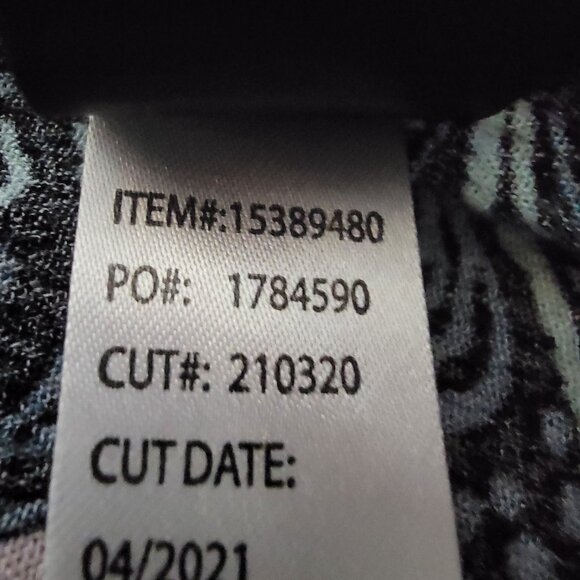 ITEM#:15389480
PO#: 1784590
CUT#: 210320
CUT DATE:
04/2021